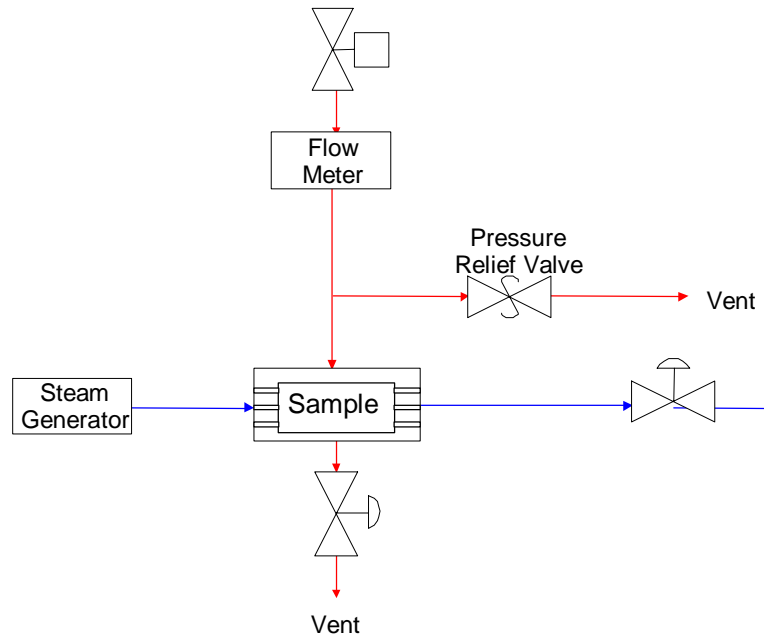 Flow
Meter
Pressure
Relief Valve
Vent
Steam
Generator
Sample
Vent